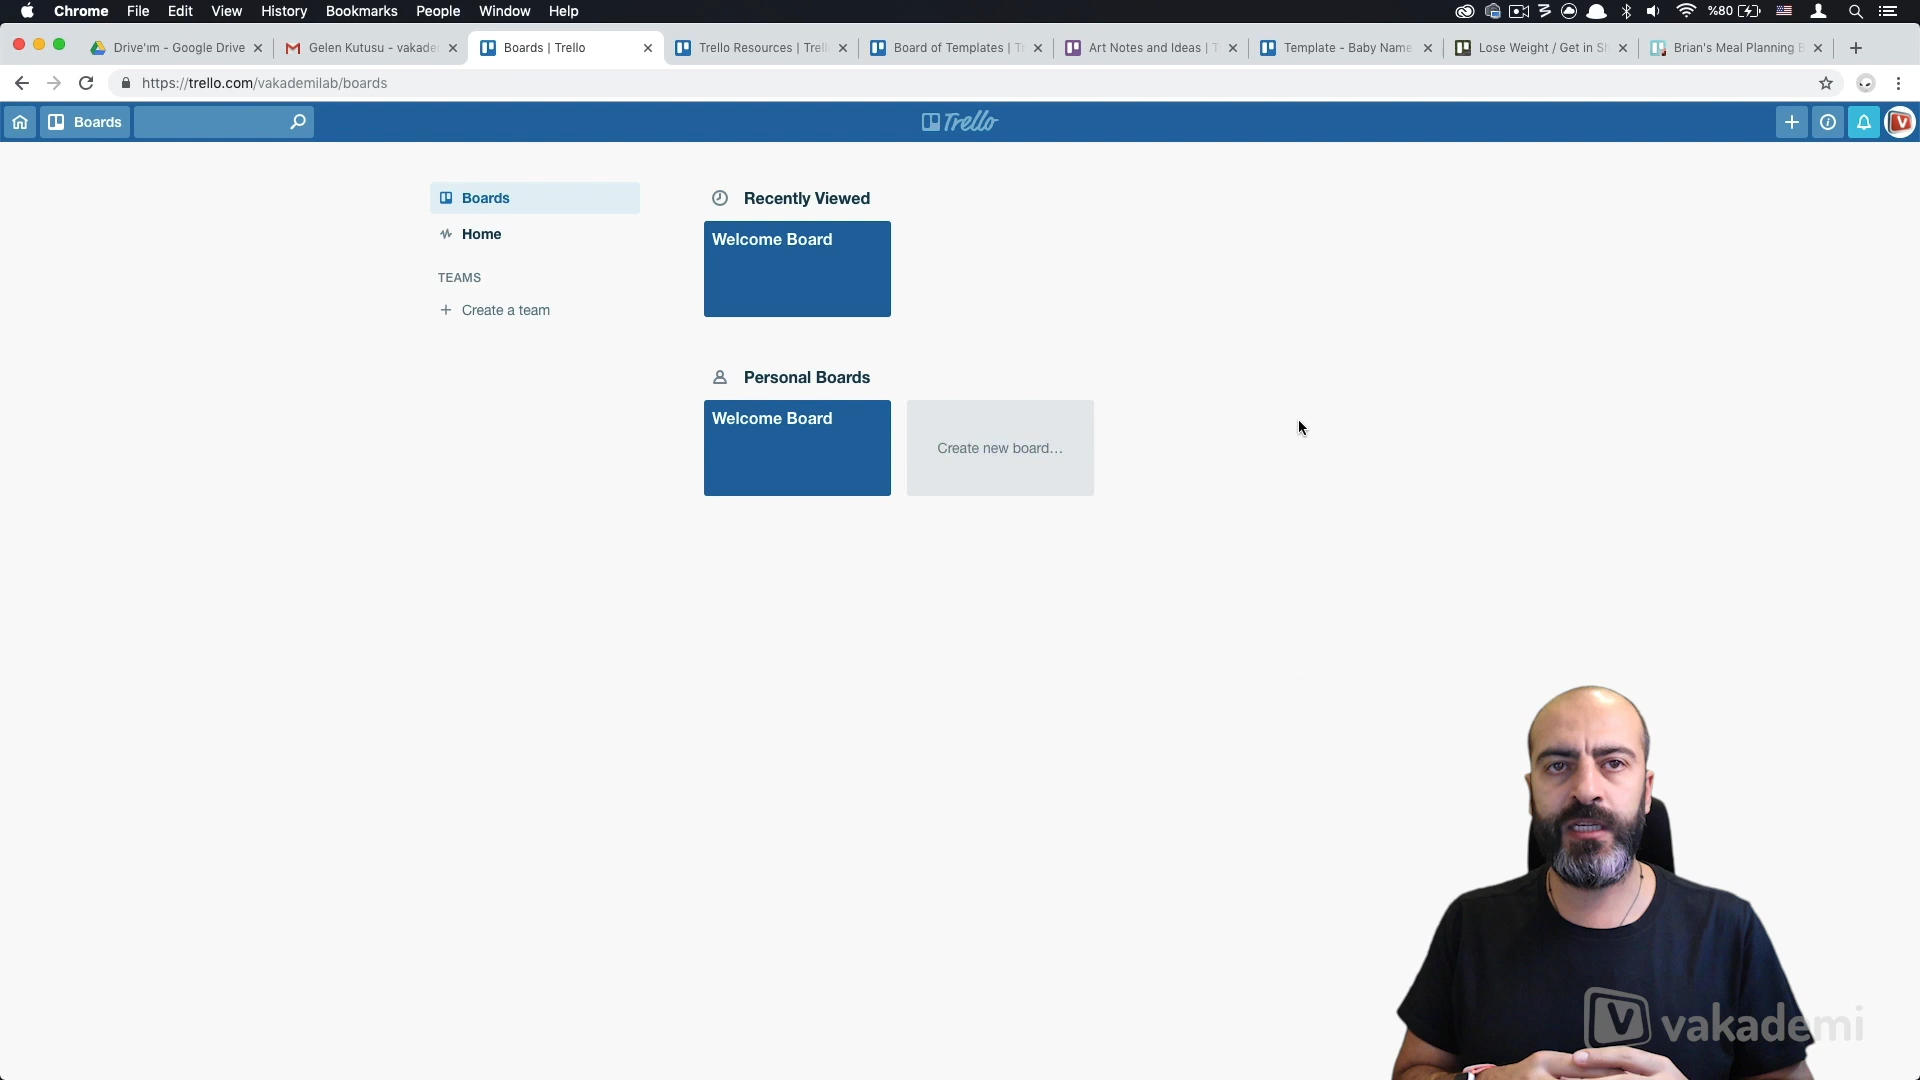 Chrome File Edit View History Bookmarks People Window Help %80
Drive'ım - Google Drive Gelen Kutusu - vakade Boards | Trello Trello Resources | Trell Board of Templates | T Art Notes and Ideas | T Template - Baby Name Lose Weight / Get in Sh Brian's Meal Planning B
https://trello.com/vakademilab/boards
Boards Trello
Boards
Home
TEAMS
+ Create a team
Recently Viewed
Welcome Board
Personal Boards
Welcome Board
Create new board…
vakademi